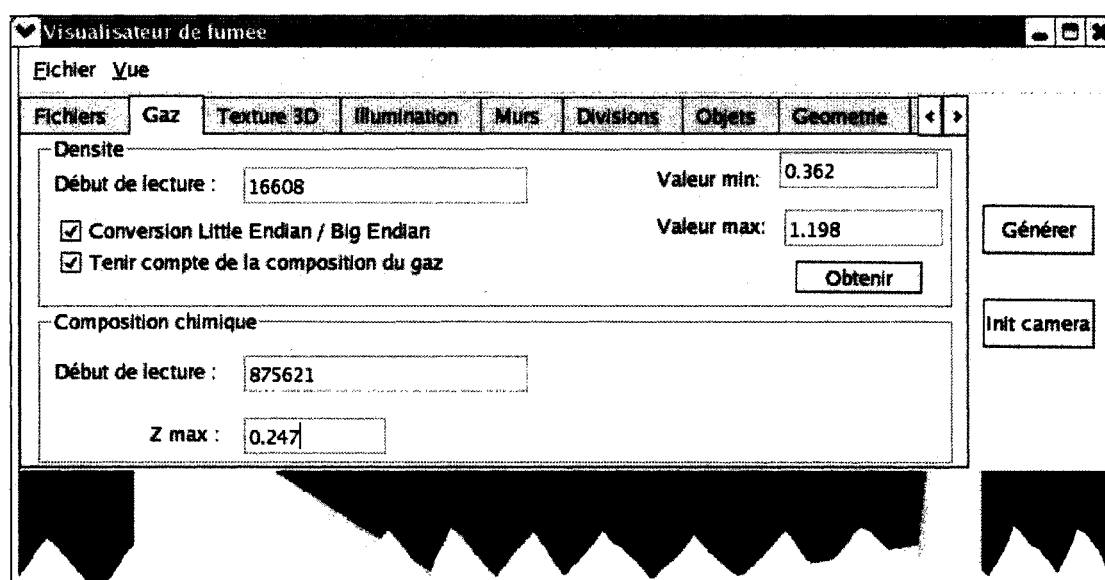 Visualisateur de fumee
Fichier Vue
Fichiers Gaz Texture 3D Illumination Murs Divisions Objets Geometrie
Densite
Début de lecture : 16608 Valeur min: 0.362
Conversion Little Endian / Big Endian Valeur max: 1.198
Tenir compte de la composition du gaz
Obtenir
Générer
Composition chimique
Init camera
Début de lecture : 875621
Z max : 0.247